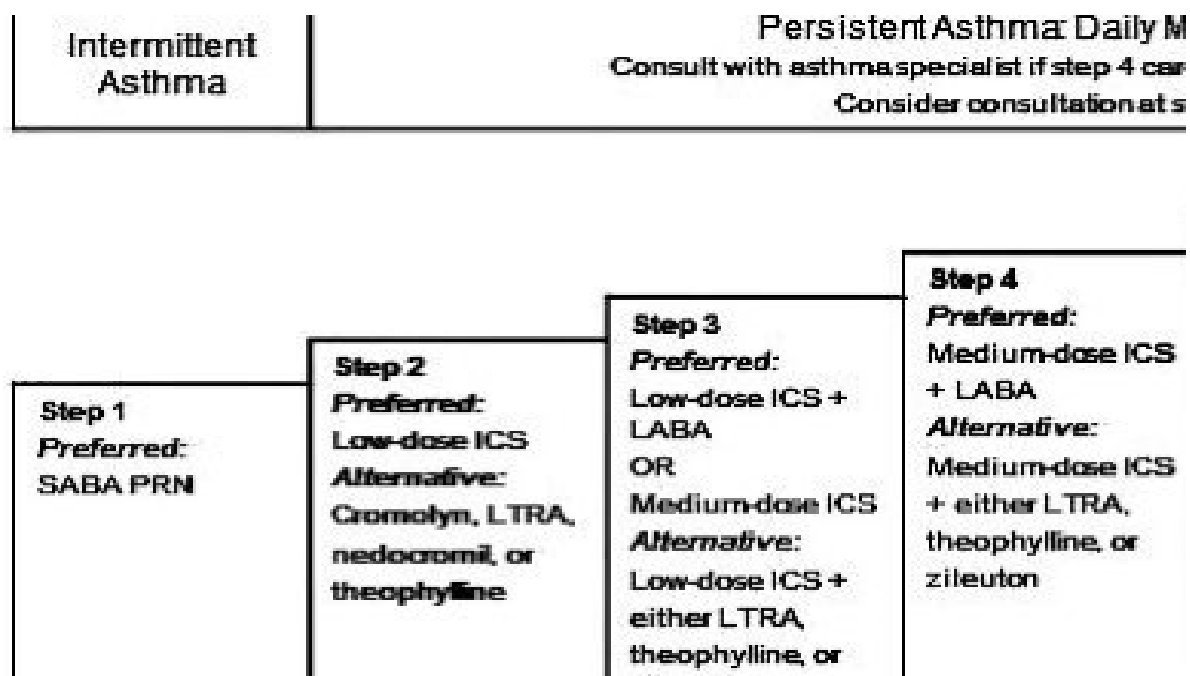 Intermittent
Asthma
Persistent Asthma: Daily M
Consult with asthma specialist if step 4 car
Consider consultation at s
Step 1
Preferred:
SABA PRN
Step 2
Preferred:
Low-dose ICS
Alternative:
Cromolyn, LTRA,
nedocromil, or
theophylline
Step 3
Preferred:
Low-dose ICS +
LABA
OR
Medium-dose ICS
Alternative:
Low-dose ICS +
either LTRA,
theophylline, or
Step 4
Preferred:
Medium-dose ICS
+ LABA
Alternative:
Medium-dose ICS
+ either LTRA,
theophylline, or
zileuton